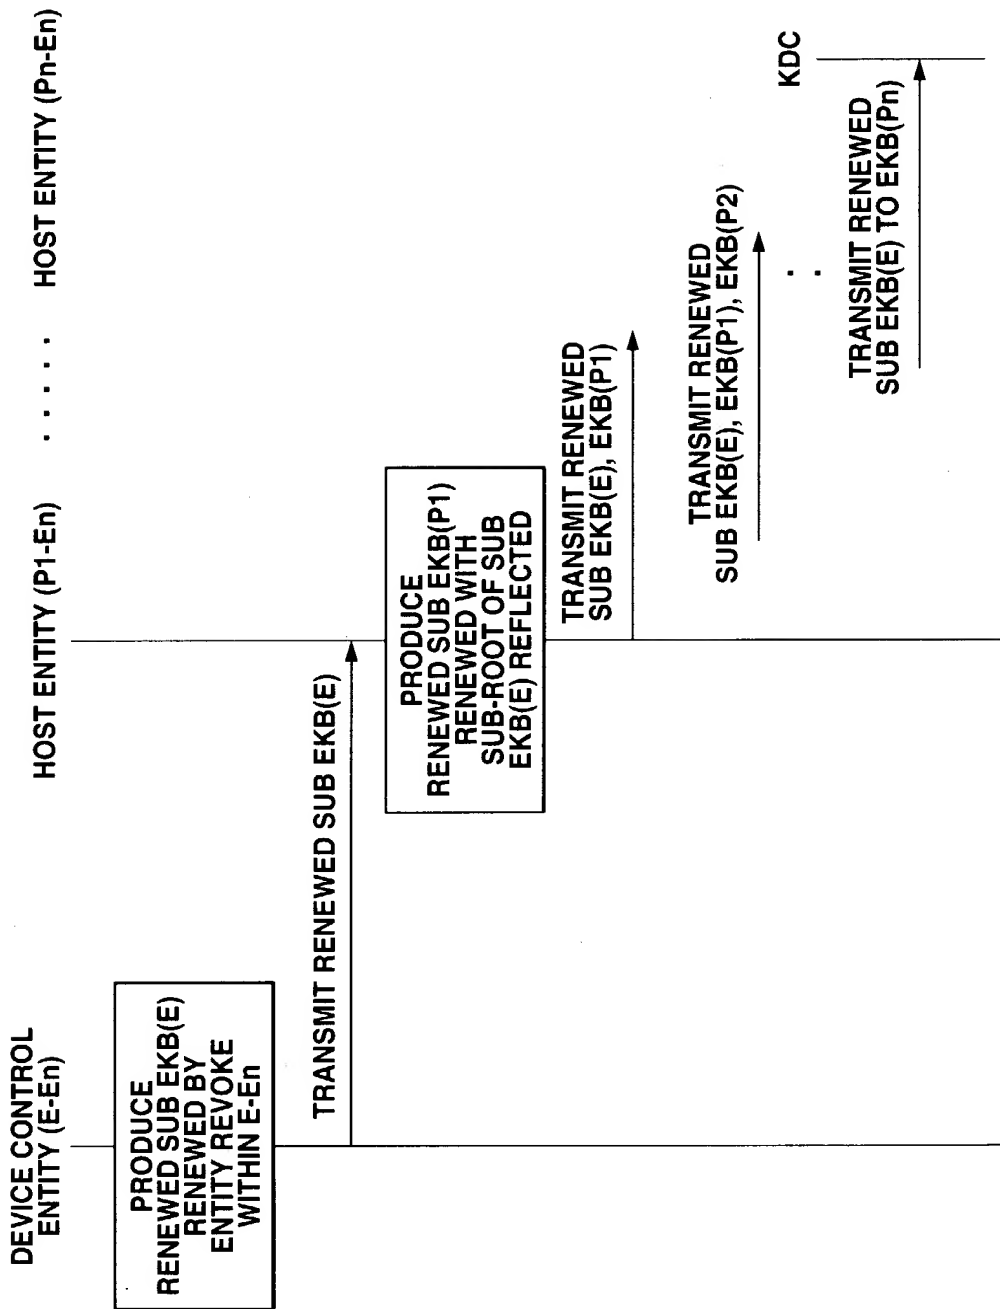 DEVICE CONTROL
ENTITY (E-En)
HOST ENTITY (P1-En)
. . . . .
HOST ENTITY (Pn-En)
PRODUCE
RENEWED SUB EKB(E)
RENEWED BY
ENTITY REVOKE
WITHIN E-En
TRANSMIT RENEWED SUB EKB(E)
PRODUCE
RENEWED SUB EKB(P1)
RENEWED WITH
SUB-ROOT OF SUB
EKB(E) REFLECTED
TRANSMIT RENEWED
SUB EKB(E), EKB(P1)
TRANSMIT RENEWED
SUB EKB(E), EKB(P1), EKB(P2)
. .
KDC
TRANSMIT RENEWED
SUB EKB(E) TO EKB(Pn)